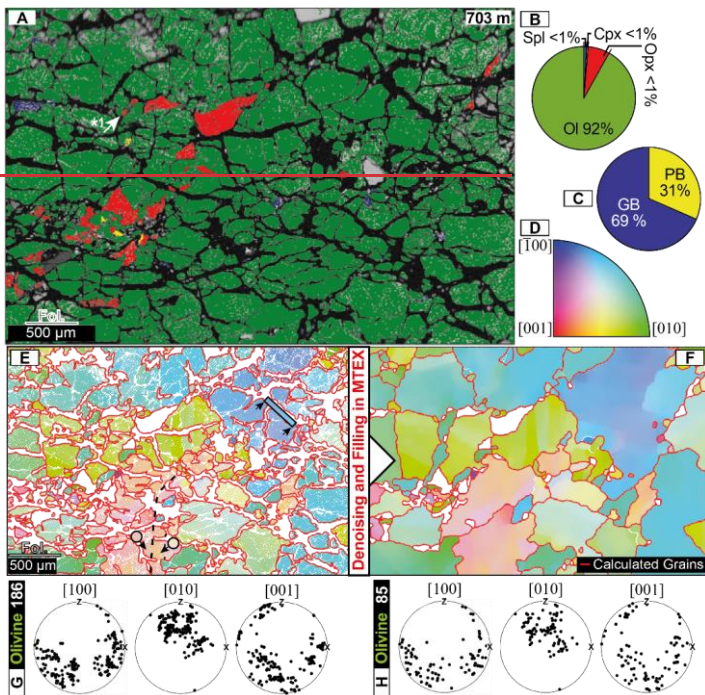 A
703 m
*1
FoL
500 µm
B
Spl <1%
Cpx <1%
Opx <1%
Ol 92%
C
PB
31%
GB
69 %
D
[100]
[001]
[010]
E
FoL
500 µm
Denoising and Filling in MTEX
F
Calculated Grains
G
Olivine 186
[100]
[010]
[001]
z
x
z
x
z
x
H
Olivine 85
[100]
[010]
[001]
z
x
z
x
z
x